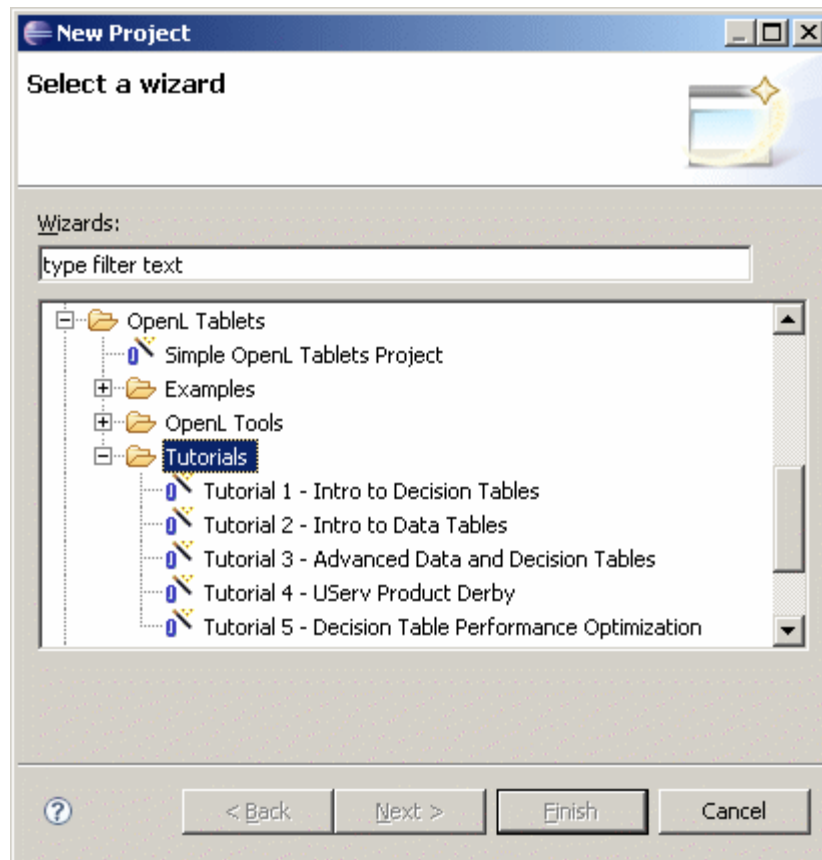 New Project
Select a wizard
Wizards:
type filter text
OpenL Tablets
Simple OpenL Tablets Project
Examples
OpenL Tools
Tutorials
Tutorial 1 - Intro to Decision Tables
Tutorial 2 - Intro to Data Tables
Tutorial 3 - Advanced Data and Decision Tables
Tutorial 4 - UServ Product Derby
Tutorial 5 - Decision Table Performance Optimization
? < Back Next > Finish Cancel